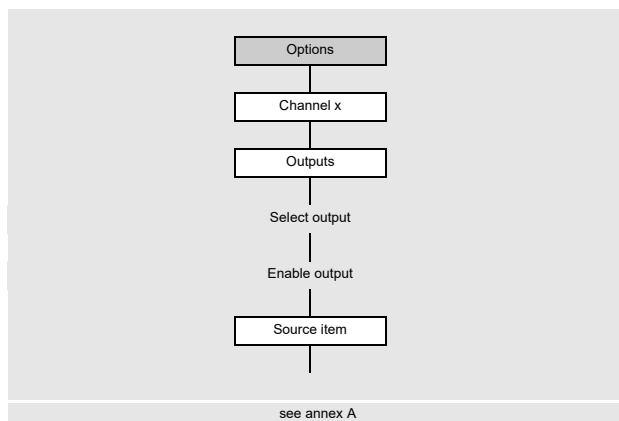 Options
Channel x
Outputs
Select output
Enable output
Source item
see annex A